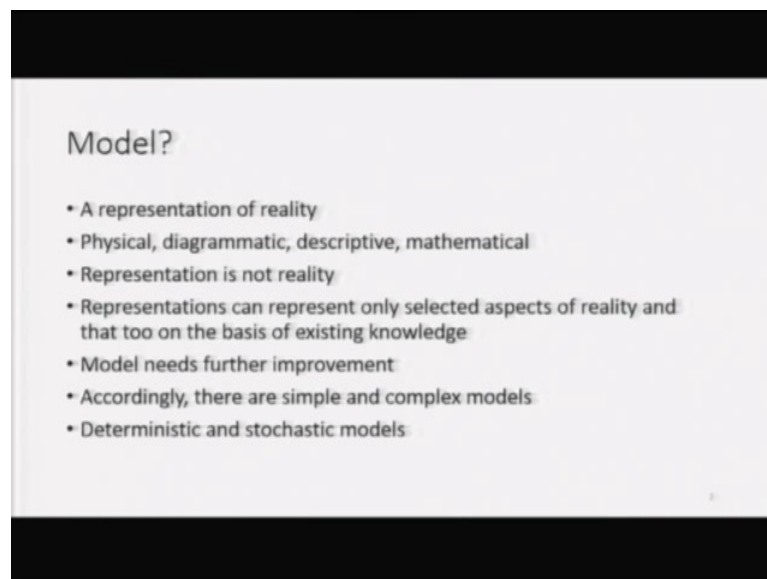 Model?
• A representation of reality
• Physical, diagrammatic, descriptive, mathematical
• Representation is not reality
• Representations can represent only selected aspects of reality and
that too on the basis of existing knowledge
• Model needs further improvement
• Accordingly, there are simple and complex models
• Deterministic and stochastic models